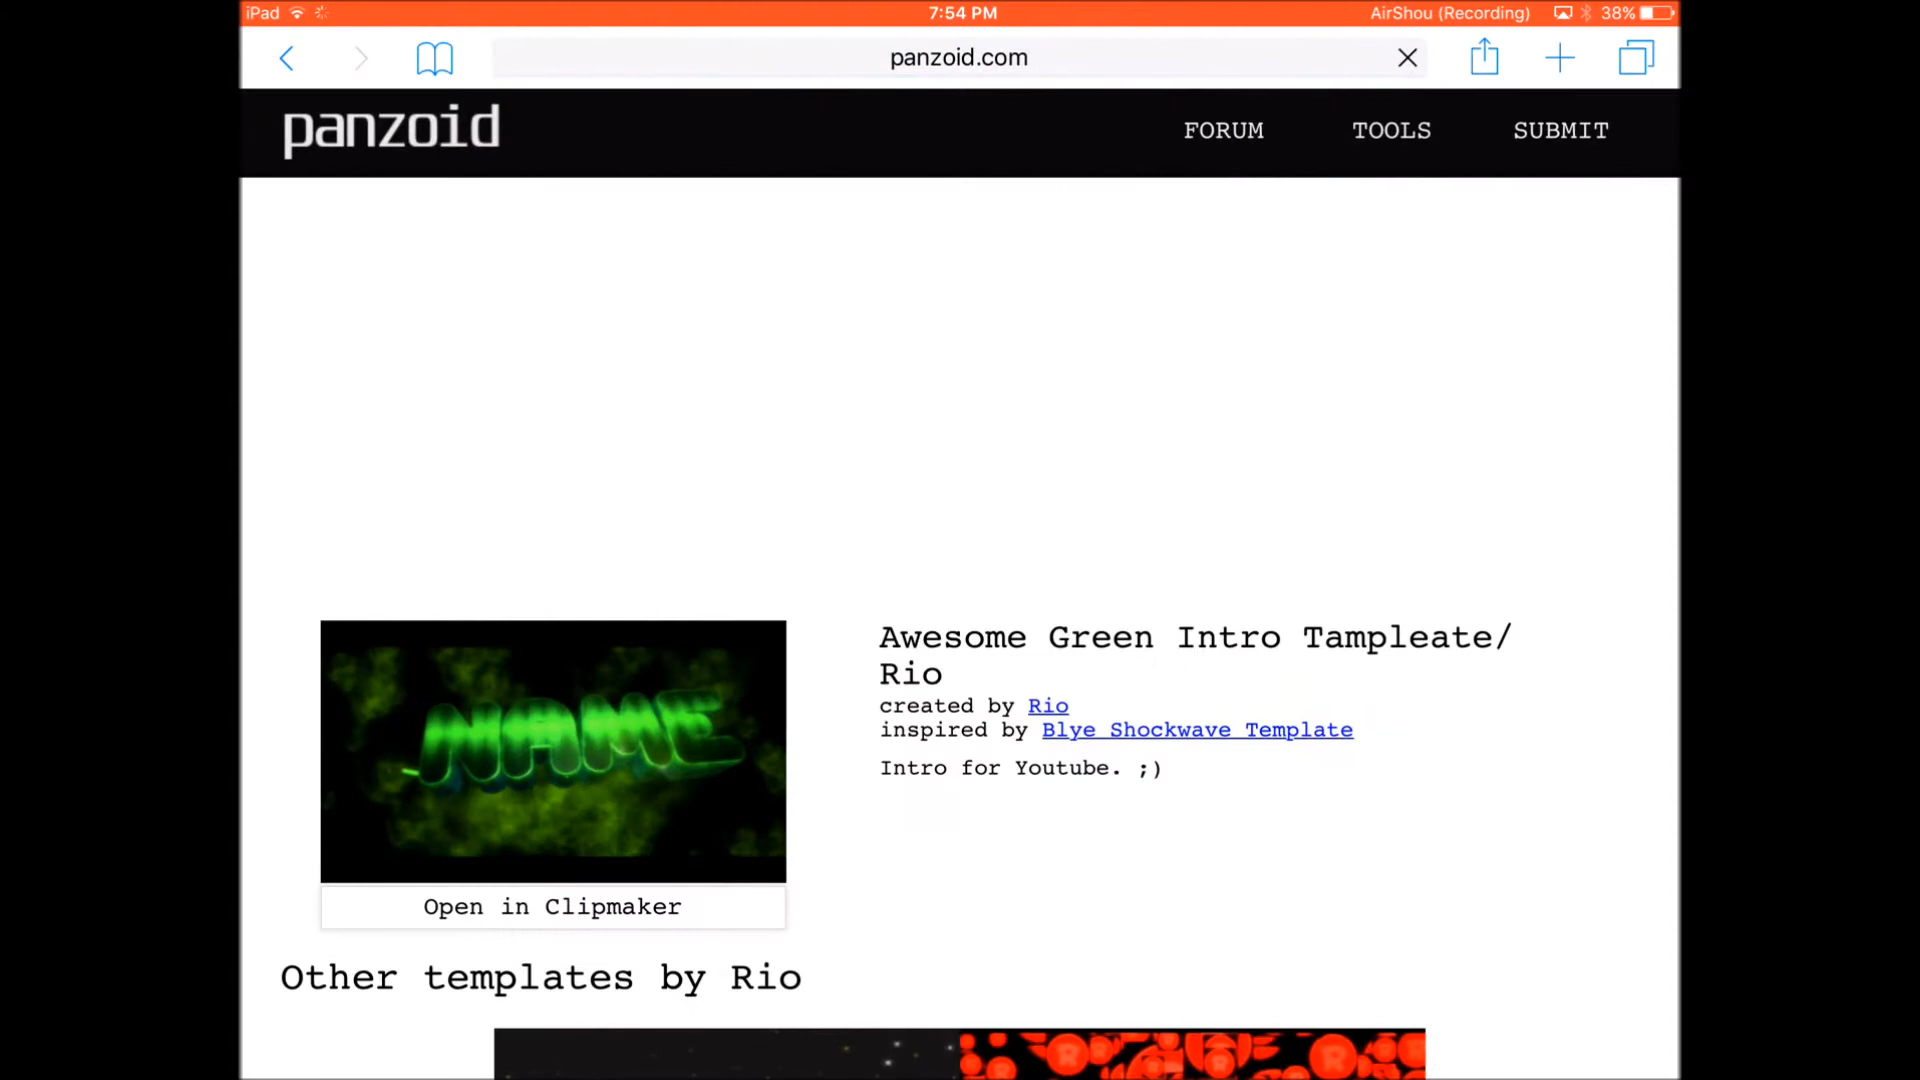 iPad 7:54 PM AirShou (Recording) 38%
panzoid.com
panzoid FORUM TOOLS SUBMIT
Awesome Green Intro Tampleate/
Rio
created by Rio
inspired by Blye Shockwave Template
Intro for Youtube. ;)
NAME
Open in Clipmaker
Other templates by Rio
R R R